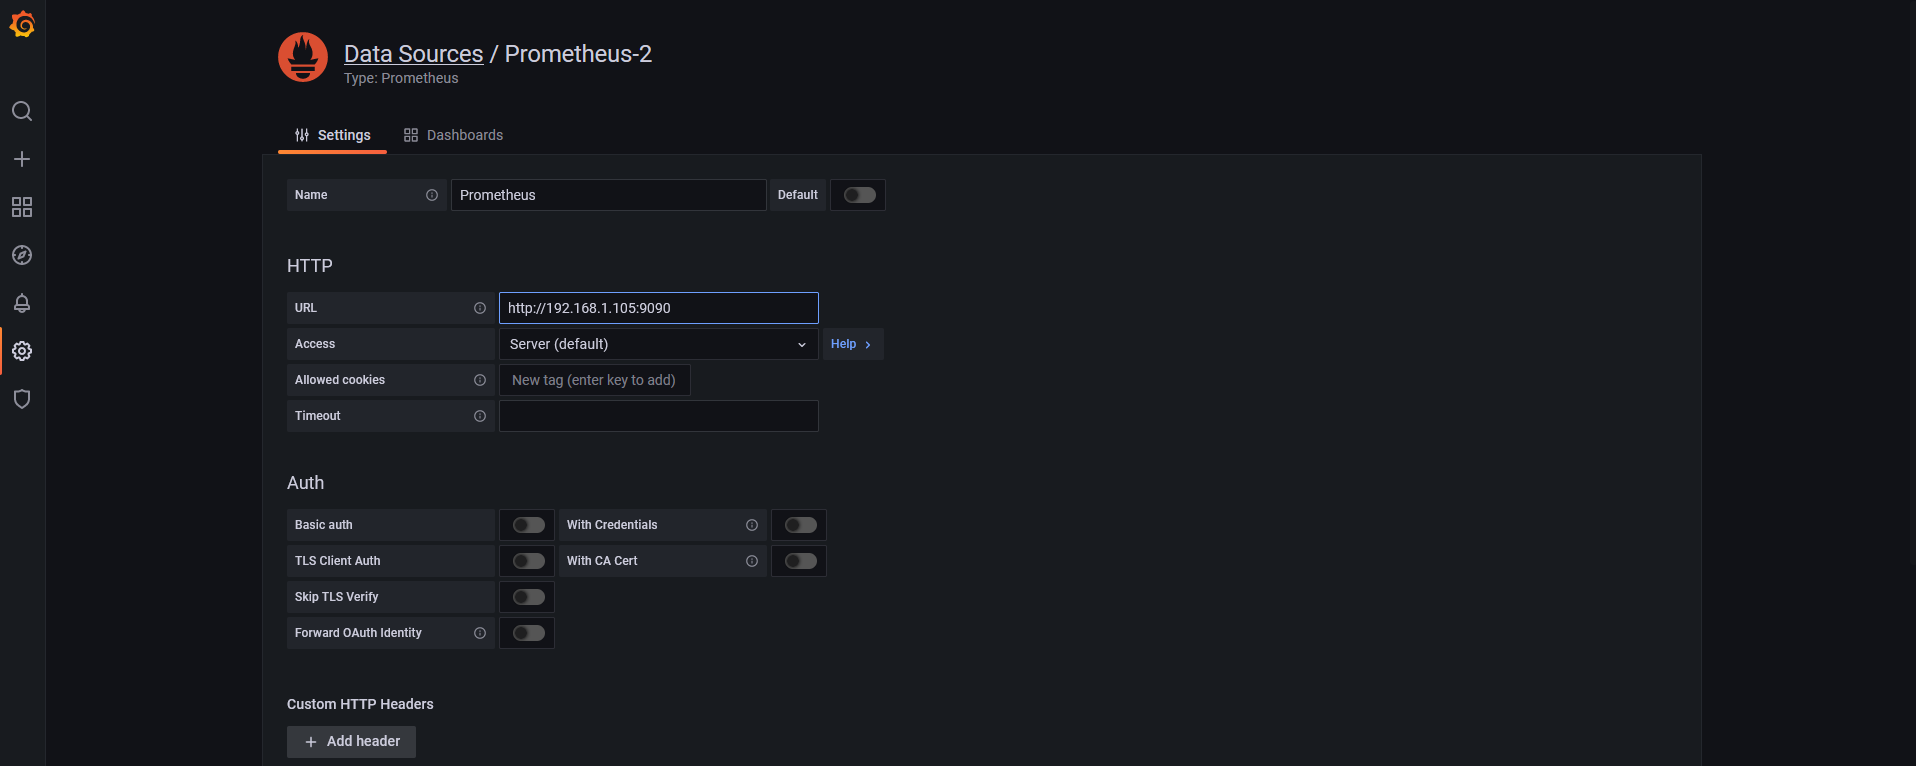 Data Sources / Prometheus-2
Type: Prometheus
Settings Dashboards
Name Prometheus Default
HTTP
URL http://192.168.1.105:9090
Access Server (default) Help
Allowed cookies New tag (enter key to add)
Timeout
Auth
Basic auth With Credentials
TLS Client Auth With CA Cert
Skip TLS Verify
Forward OAuth Identity
Custom HTTP Headers
+ Add header